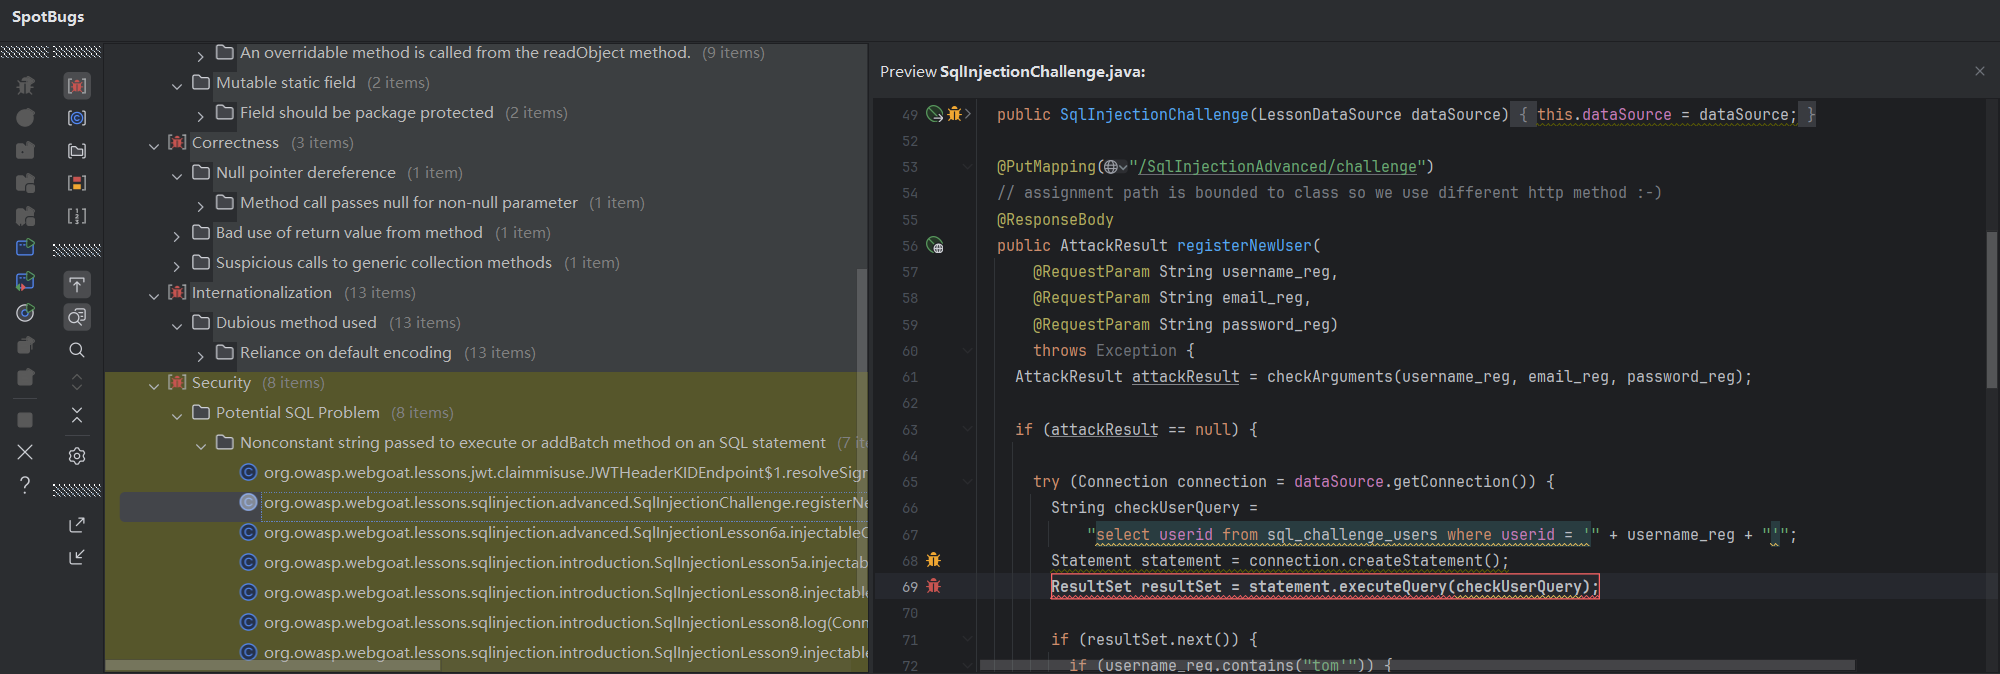 SpotBugs
An overridable method is called from the readObject method. (9 items)
Mutable static field (2 items)
Field should be package protected (2 items)
Correctness (3 items)
Null pointer dereference (1 item)
Method call passes null for non-null parameter (1 item)
Bad use of return value from method (1 item)
Suspicious calls to generic collection methods (1 item)
Internationalization (13 items)
Dubious method used (13 items)
Reliance on default encoding (13 items)
Security (8 items)
Potential SQL Problem (8 items)
Nonconstant string passed to execute or addBatch method on an SQL statement (7 ite
org.owasp.webgoat.lessons.jwt.claimmisuse.JWTHeaderKIDEndpoint$1.resolveSign
org.owasp.webgoat.lessons.sqlinjection.advanced.SqlInjectionChallenge.registerNe
org.owasp.webgoat.lessons.sqlinjection.advanced.SqlInjectionLesson6a.injectableQ
org.owasp.webgoat.lessons.sqlinjection.introduction.SqlInjectionLesson5a.injectab
org.owasp.webgoat.lessons.sqlinjection.introduction.SqlInjectionLesson8.injectable
org.owasp.webgoat.lessons.sqlinjection.introduction.SqlInjectionLesson8.log(Conn
org.owasp.webgoat.lessons.sqlinjection.introduction.SqlInjectionLesson9.injectable
Preview SqlInjectionChallenge.java:
49 public SqlInjectionChallenge(LessonDataSource dataSource) { this.dataSource = dataSource; }
52
53 @PutMapping("/SqlInjectionAdvanced/challenge")
54 // assignment path is bounded to class so we use different http method :-)
55 @ResponseBody
56 public AttackResult registerNewUser(
57 @RequestParam String username_reg,
58 @RequestParam String email_reg,
59 @RequestParam String password_reg)
60 throws Exception {
61 AttackResult attackResult = checkArguments(username_reg, email_reg, password_reg);
62
63 if (attackResult == null) {
64
65 try (Connection connection = dataSource.getConnection()) {
66 String checkUserQuery =
67 "select userid from sql_challenge_users where userid = '" + username_reg + "'";
68 Statement statement = connection.createStatement();
69 ResultSet resultSet = statement.executeQuery(checkUserQuery);
70
71 if (resultSet.next()) {
72 if (username_reg.contains("tom'")) {